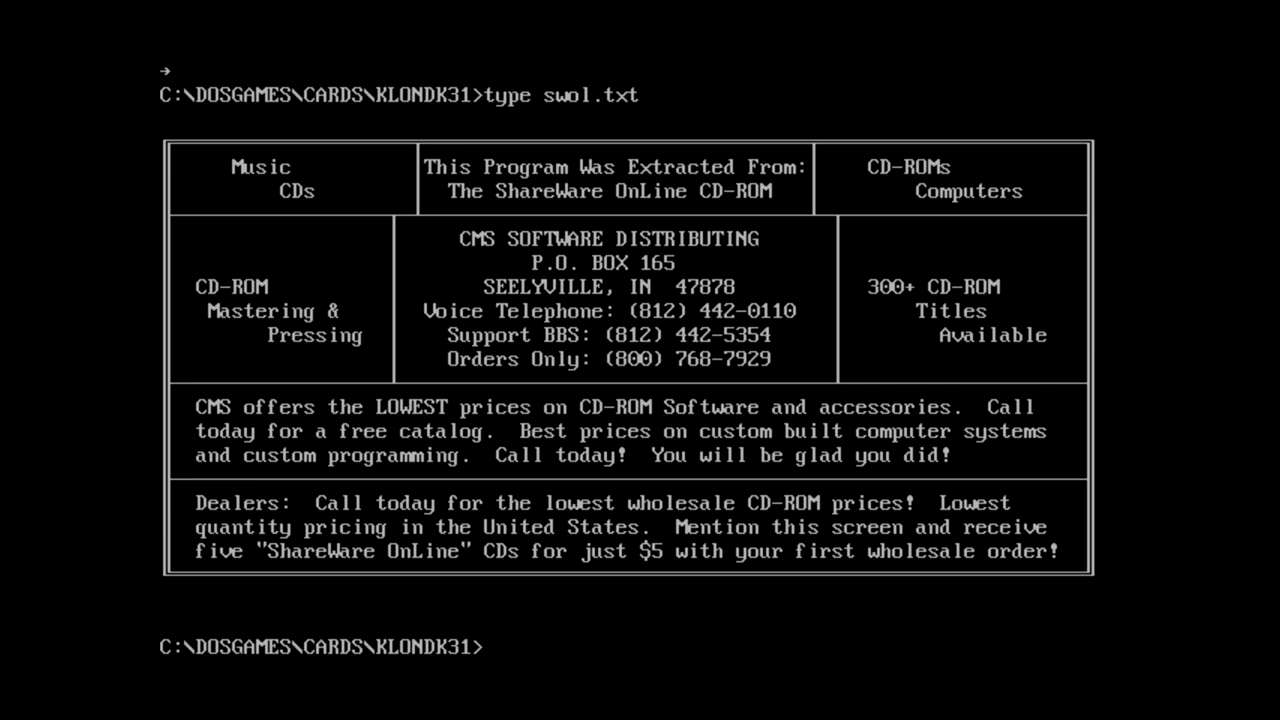 →
C:\DOSGAMES\CARDS\KLONDK31>type swol.txt
Music This Program Was Extracted From: CD-ROMs
CDs The ShareWare OnLine CD-ROM Computers
CMS SOFTWARE DISTRIBUTING
P.O. BOX 165
CD-ROM SEELYVILLE, IN 47878 300+ CD-ROM
Mastering & Voice Telephone: (812) 442-0110 Titles
Pressing Support BBS: (812) 442-5354 Available
Orders Only: (800) 768-7929
CMS offers the LOWEST prices on CD-ROM Software and accessories. Call
today for a free catalog. Best prices on custom built computer systems
and custom programming. Call today! You will be glad you did!
Dealers: Call today for the lowest wholesale CD-ROM prices! Lowest
quantity pricing in the United States. Mention this screen and receive
five "ShareWare OnLine" CDs for just $5 with your first wholesale order!
C:\DOSGAMES\CARDS\KLONDK31>